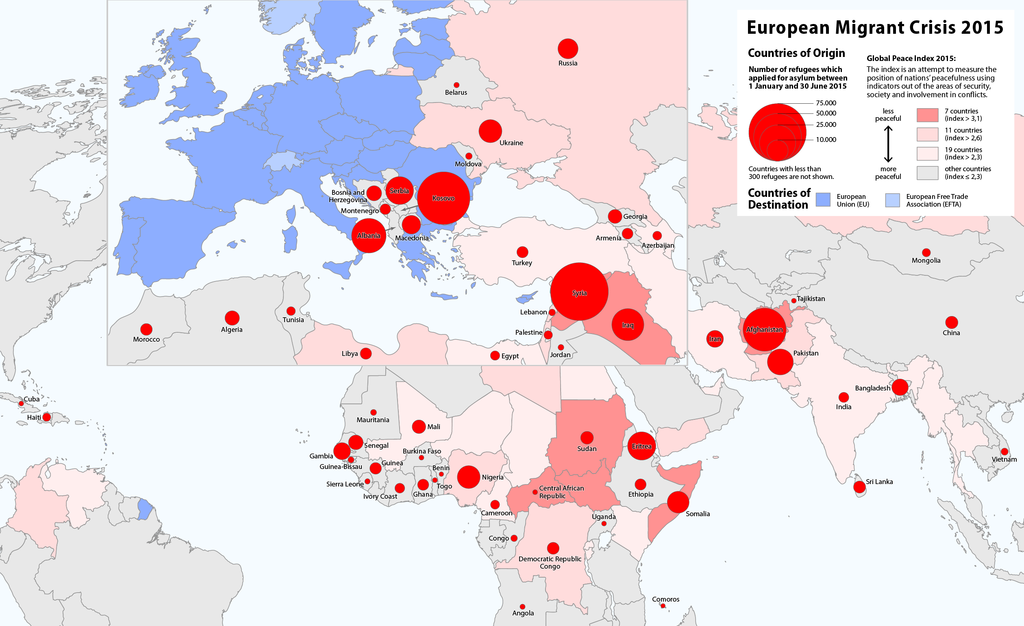 European Migrant Crisis 2015
Countries of Origin
Number of refugees which
applied for asylum between
1 January and 30 June 2015
75.000
50.000
25.000
10.000
Countries with less than
300 refugees are not shown.
Global Peace Index 2015:
The index is an attempt to measure the
position of nations' peacefulness using
indicators out of the areas of security,
society and involvement in conflicts.
less
peaceful
more
peaceful
7 countries
(index > 3,1)
11 countries
(index > 2,6)
19 countries
(index > 2,3)
other countries
(index ≤ 2,3)
Countries of
Destination
European
Union (EU)
European Free Trade
Association (EFTA)
Russia
Belarus
Ukraine
Moldova
Bosnia and
Herzegovina
Serbia
Kosovo
Montenegro
Albania
Macedonia
Georgia
Armenia
Azerbaijan
Turkey
Syria
Lebanon
Iraq
Palestine
Jordan
Morocco
Algeria
Tunisia
Libya
Egypt
Mongolia
Tajikistan
China
Iran
Afghanistan
Pakistan
Bangladesh
India
Vietnam
Sri Lanka
Cuba
Haiti
Mauritania
Mali
Senegal
Gambia
Guinea-Bissau
Guinea
Burkina Faso
Benin
Sierra Leone
Ivory Coast
Ghana
Togo
Nigeria
Cameroon
Sudan
Eritrea
Central African
Republic
Ethiopia
Somalia
Uganda
Congo
Democratic Republic
Congo
Angola
Comoros